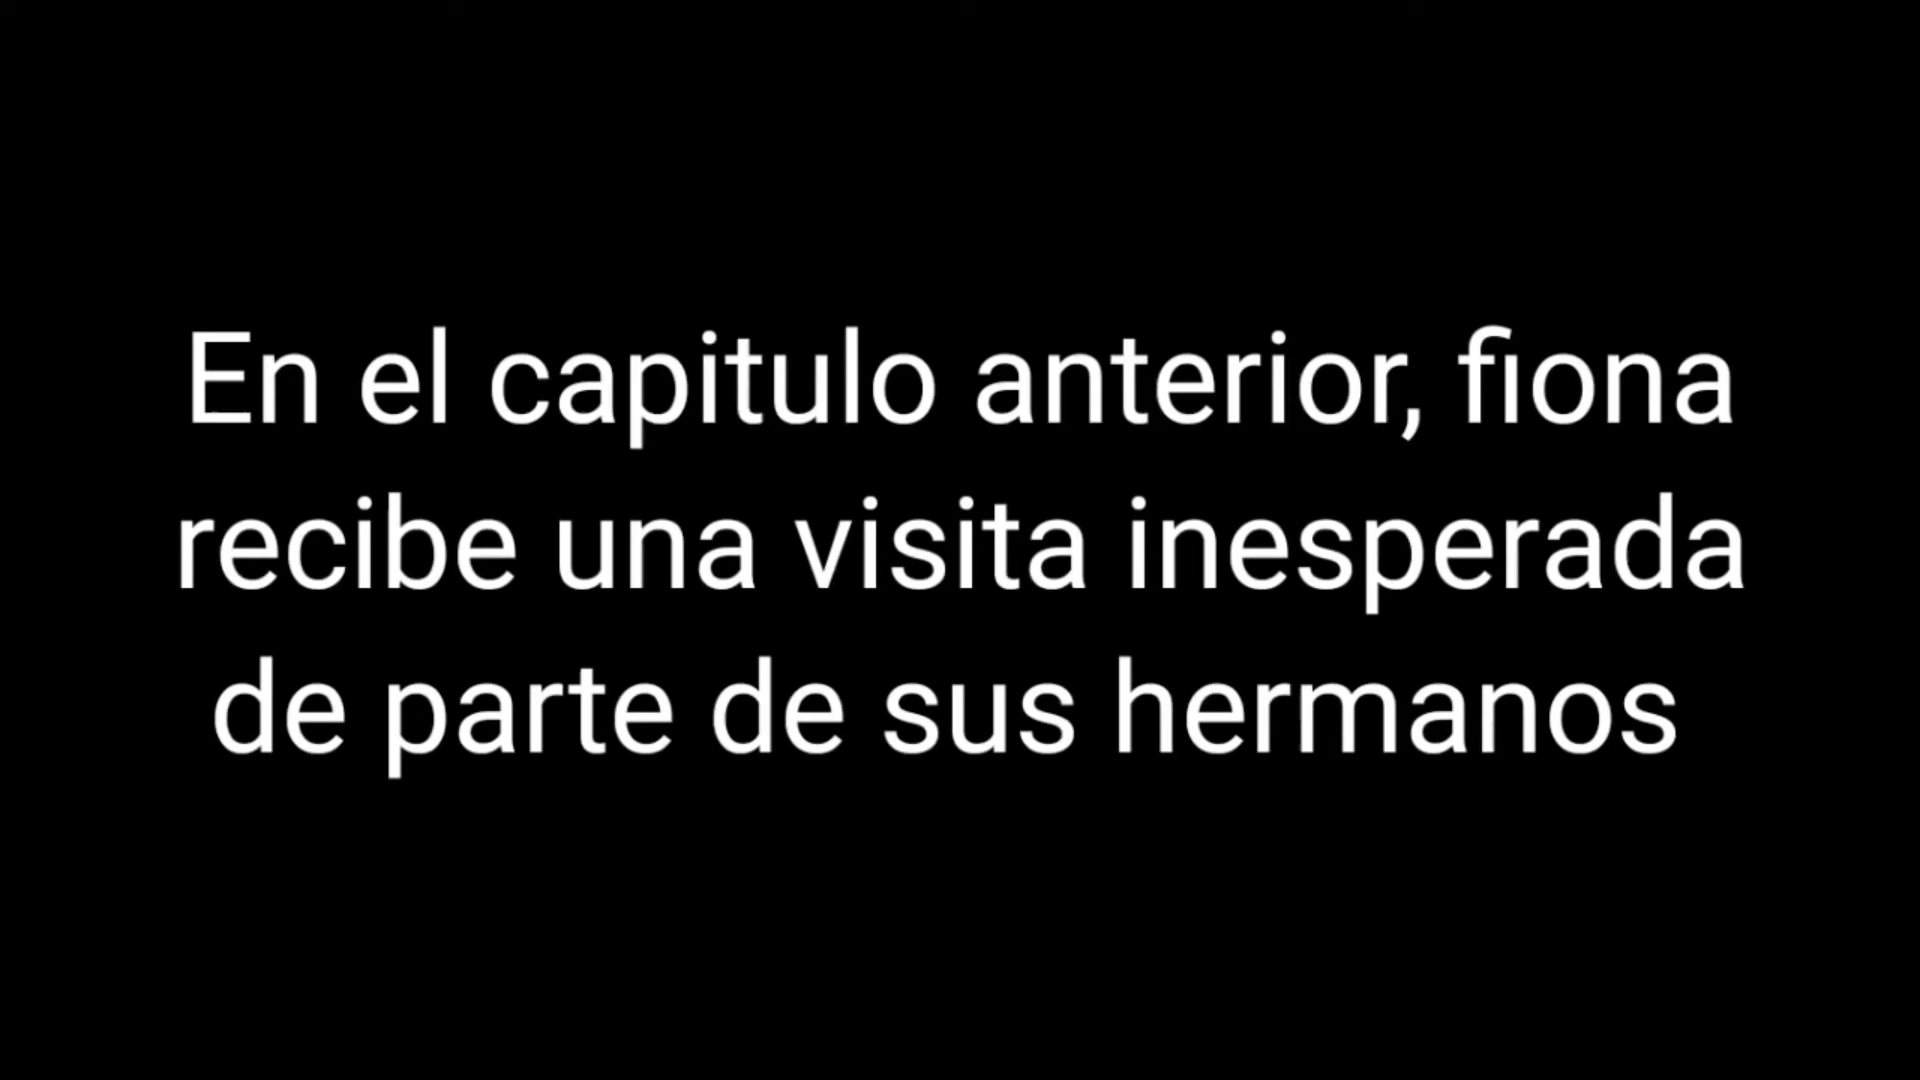 En el capitulo anterior, fiona
recibe una visita inesperada
de parte de sus hermanos